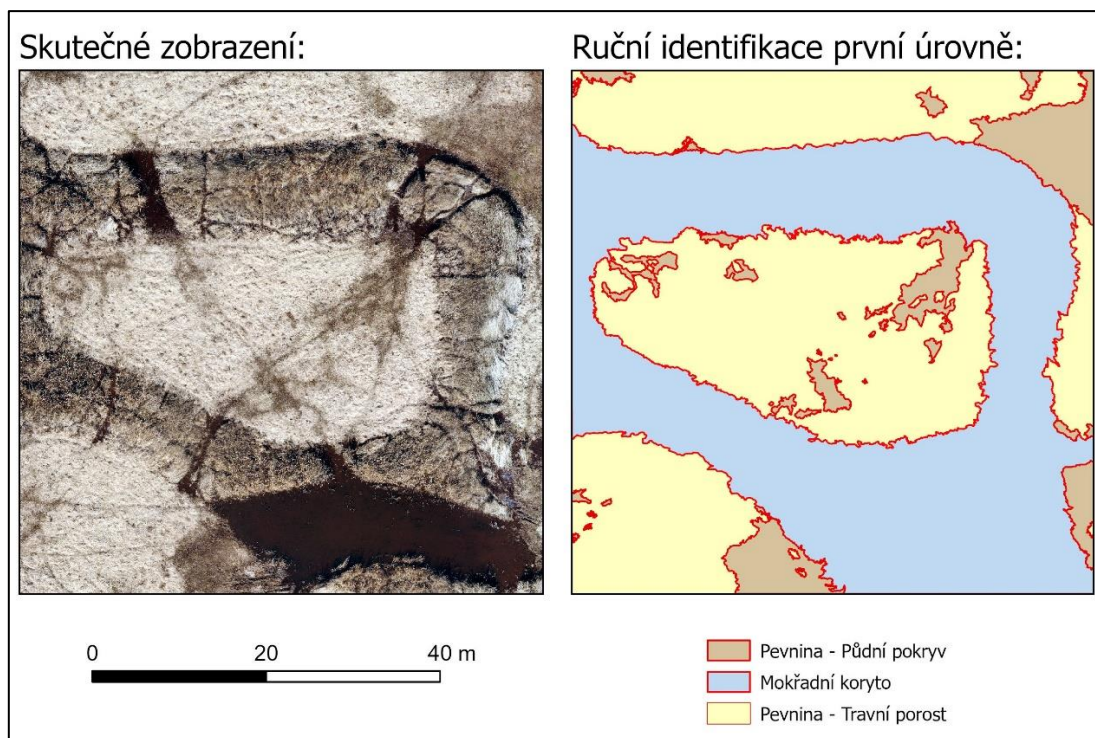 Skutečné zobrazení:
Ruční identifikace první úrovně:
0 20 40 m
Pevnina - Půdní pokryv
Mokřadní koryto
Pevnina - Travní porost